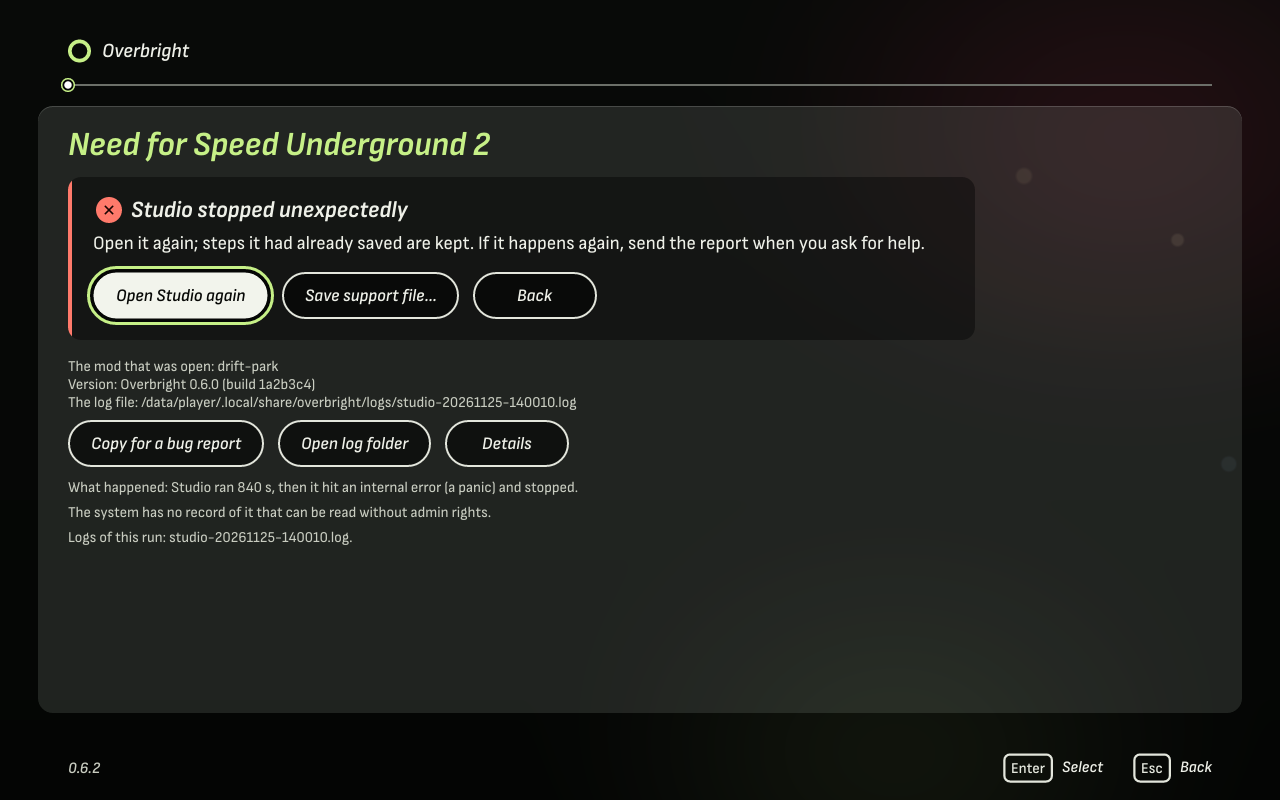 Overbright
Need for Speed Underground 2
Studio stopped unexpectedly
Open it again; steps it had already saved are kept. If it happens again, send the report when you ask for help.
Open Studio again
Save support file...
Back
The mod that was open: drift-park
Version: Overbright 0.6.0 (build 1a2b3c4)
The log file: /data/player/.local/share/overbright/logs/studio-20261125-140010.log
Copy for a bug report
Open log folder
Details
What happened: Studio ran 840 s, then it hit an internal error (a panic) and stopped.
The system has no record of it that can be read without admin rights.
Logs of this run: studio-20261125-140010.log.
0.6.2
Enter Select
Esc Back